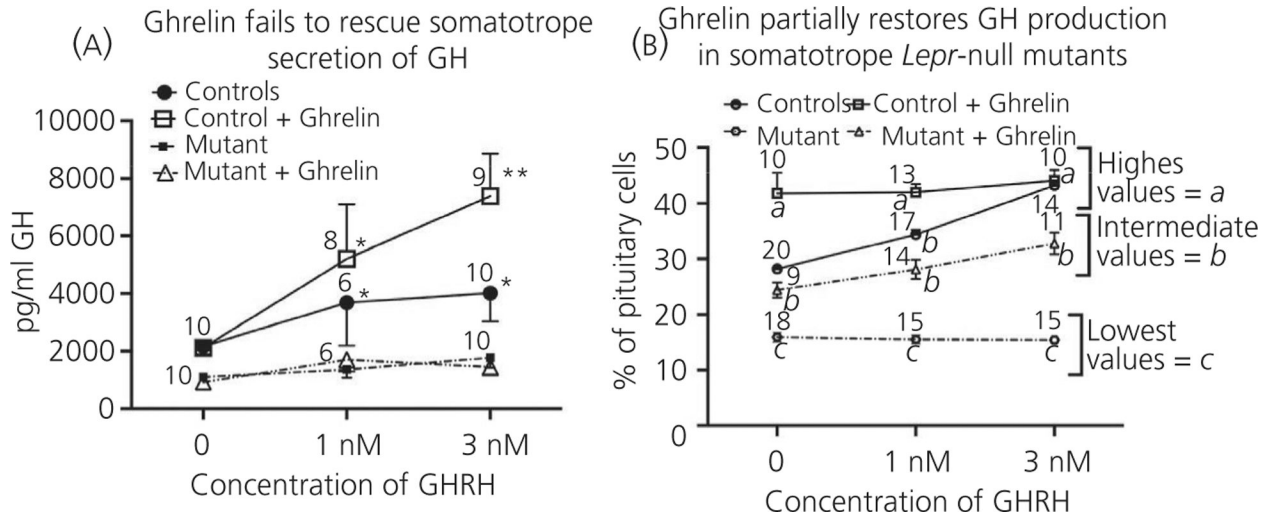 (A)
Ghrelin fails to rescue somatotrope
secretion of GH
Controls
Control + Ghrelin
Mutant
Mutant + Ghrelin
pg/ml GH
10000
8000
6000
4000
2000
0
10
10
8 *
6 *
6
9 **
10 *
10
0 1 nM 3 nM
Concentration of GHRH
(B)
Ghrelin partially restores GH production
in somatotrope Lepr-null mutants
Controls Control + Ghrelin
Mutant Mutant + Ghrelin
% of pituitary cells
50
40
30
20
10
0
10
a
13
a
10
a
20
17
b
14
9
b
14
b
11
b
18
c
15
c
15
c
Highes
values = a
Intermediate
values = b
Lowest
values = c
0 1 nM 3 nM
Concentration of GHRH